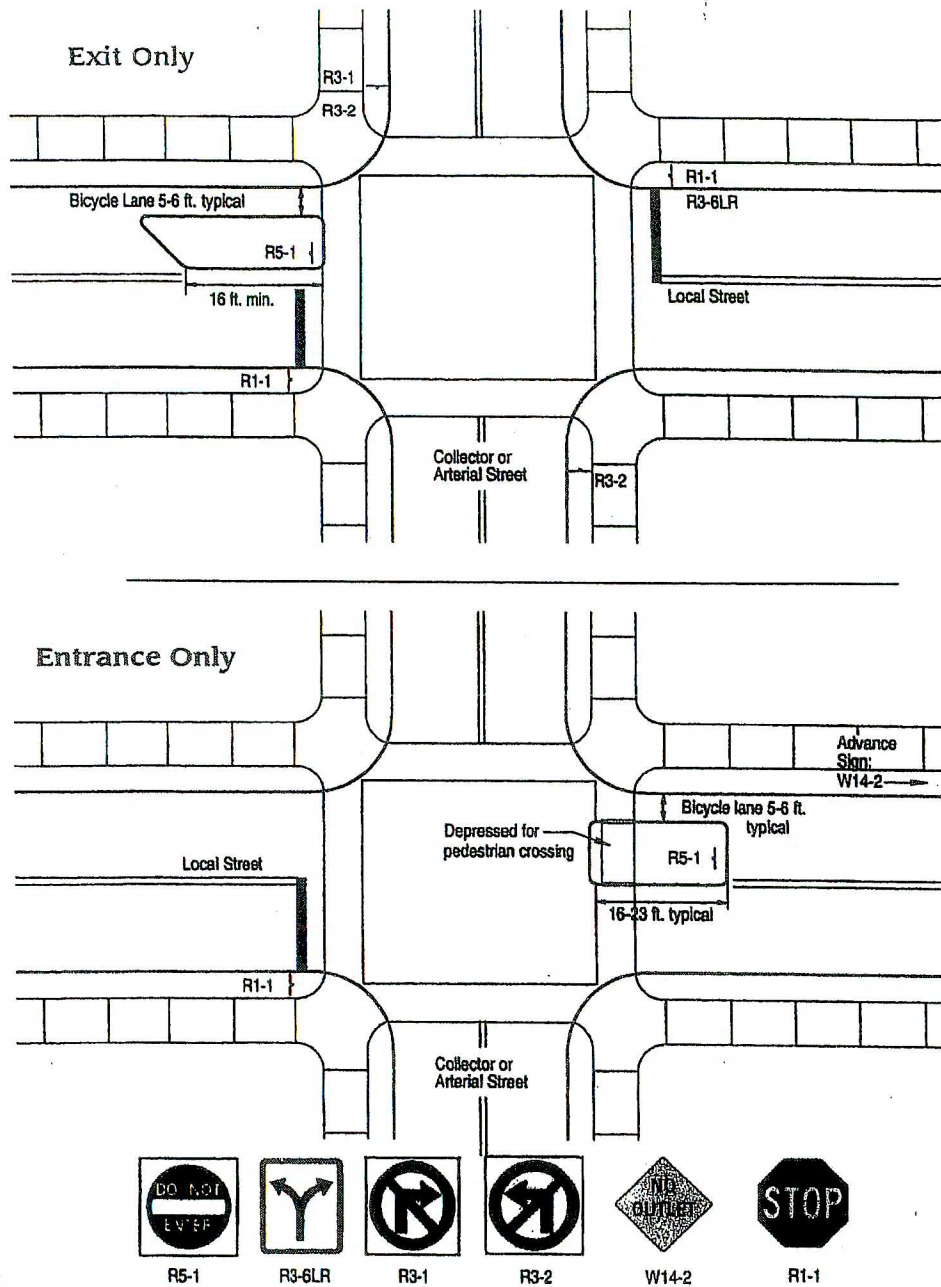 Exit Only
R3-1
R3-2
R1-1
R3-6LR
Bicycle Lane 5-6 ft. typical
R5-1
16 ft. min.
Local Street
R1-1
Collector or
Arterial Street
R3-2
Entrance Only
Advance
Sign:
W14-2
Bicycle lane 5-6 ft.
typical
Depressed for
pedestrian crossing
R5-1
Local Street
16-23 ft. typical
R1-1
Collector or
Arterial Street
DO NOT
ENTER
NO
OUTLET
STOP
R5-1
R3-6LR
R3-1
R3-2
W14-2
R1-1